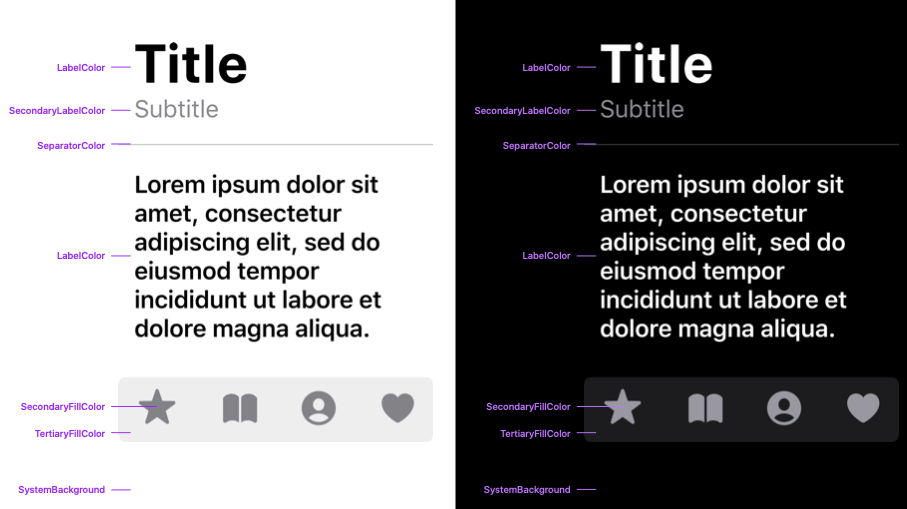 LabelColor
Title
SecondaryLabelColor
Subtitle
SeparatorColor
Lorem ipsum dolor sit
amet, consectetur
adipiscing elit, sed do
LabelColor
eiusmod tempor
incididunt ut labore et
dolore magna aliqua.
SecondaryFillColor
TertiaryFillColor
SystemBackground
LabelColor
Title
SecondaryLabelColor
Subtitle
SeparatorColor
Lorem ipsum dolor sit
amet, consectetur
adipiscing elit, sed do
LabelColor
eiusmod tempor
incididunt ut labore et
dolore magna aliqua.
SecondaryFillColor
TertiaryFillColor
SystemBackground